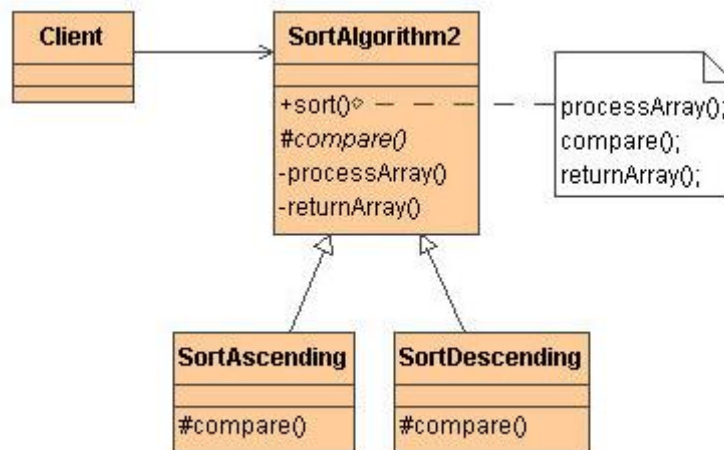 Client
SortAlgorithm2
+sort()
#compare()
-processArray()
-returnArray()
processArray();
compare();
returnArray();
SortAscending
#compare()
SortDescending
#compare()